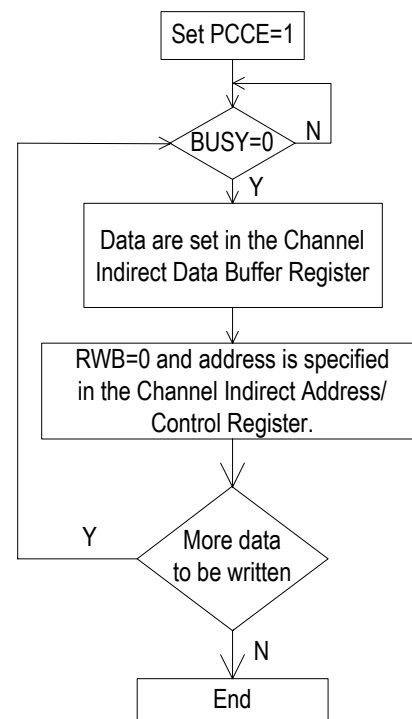 Set PCCE=1
BUSY=0
N
Y
Data are set in the Channel
Indirect Data Buffer Register
RWB=0 and address is specified
in the Channel Indirect Address/
Control Register.
Y
More data
to be written
N
End